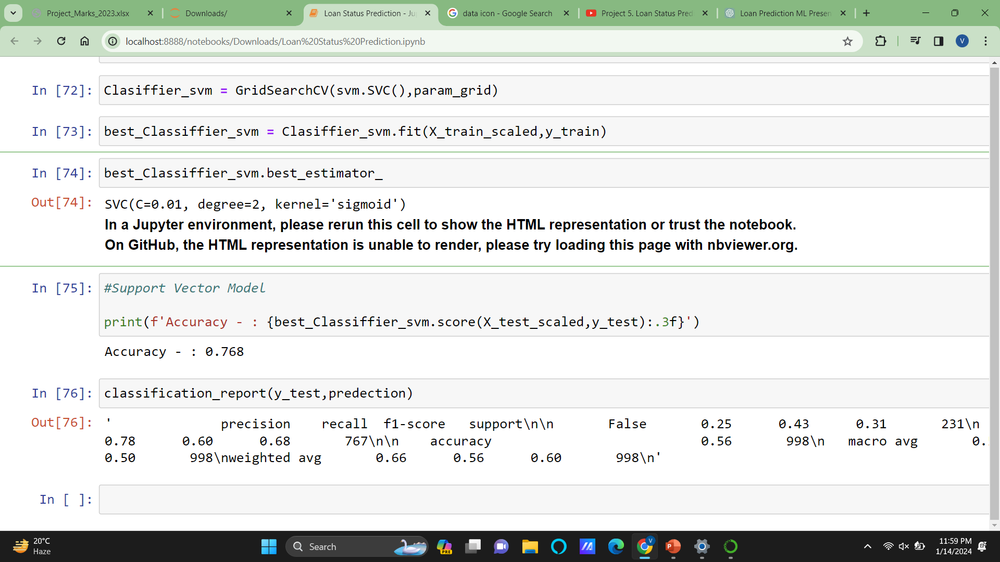 Project_Marks_2023.xlsx
Downloads/
Loan Status Prediction - Ju
data icon - Google Search
Project 5. Loan Status Pred
Loan Prediction ML Presen
localhost:8888/notebooks/Downloads/Loan%20Status%20Prediction.ipynb
V
In [72]: Clasiffier_svm = GridSearchCV(svm.SVC(),param_grid)
In [73]: best_Classiffier_svm = Clasiffier_svm.fit(X_train_scaled,y_train)
In [74]: best_Classiffier_svm.best_estimator_
Out[74]: SVC(C=0.01, degree=2, kernel='sigmoid')
In a Jupyter environment, please rerun this cell to show the HTML representation or trust the notebook.
On GitHub, the HTML representation is unable to render, please try loading this page with nbviewer.org.
In [75]: #Support Vector Model
print(f'Accuracy - : {best_Classiffier_svm.score(X_test_scaled,y_test):.3f}')
Accuracy - : 0.768
In [76]: classification_report(y_test,predection)
Out[76]: ' precision recall f1-score support\n\n False 0.25 0.43 0.31 231\n
0.78 0.60 0.68 767\n\n accuracy 0.56 998\n macro avg 0.
0.50 998\nweighted avg 0.66 0.56 0.60 998\n'
In [ ]:
20°C
Haze
Search
PRE
V
11:59 PM
1/14/2024